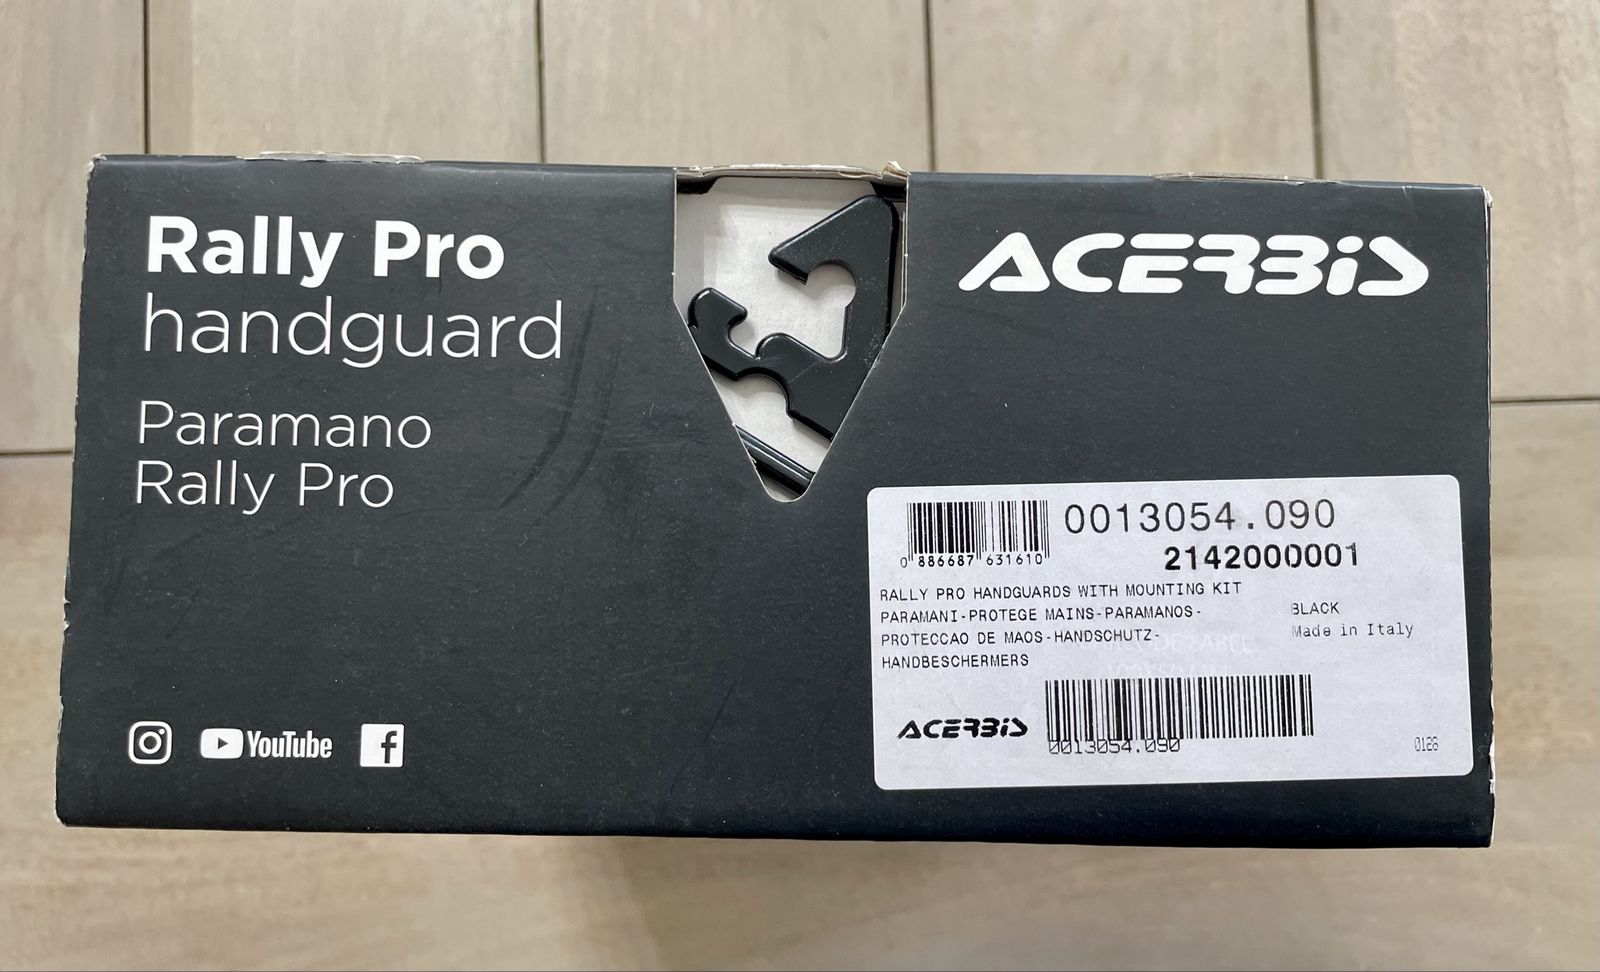 Rally Pro
handguard
Paramano
Rally Pro
YouTube
ACERBIS
0013054.090
0 886687 631610
2142000001
RALLY PRO HANDGUARDS WITH MOUNTING KIT
PARAMANI-PROTEGE MAINS-PARAMANOS-
PROTECCAO DE MAOS-HANDSCHUTZ-
HANDBESCHERMERS
BLACK
Made in Italy
ACERBIS
0013054.090